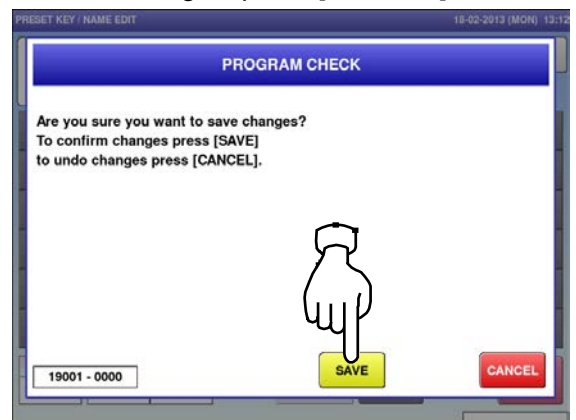 PRESET KEY / NAME EDIT
18-02-2013 (MON) 13:12
PROGRAM CHECK
Are you sure you want to save changes?
To confirm changes press [SAVE]
to undo changes press [CANCEL].
19001 - 0000
SAVE
CANCEL